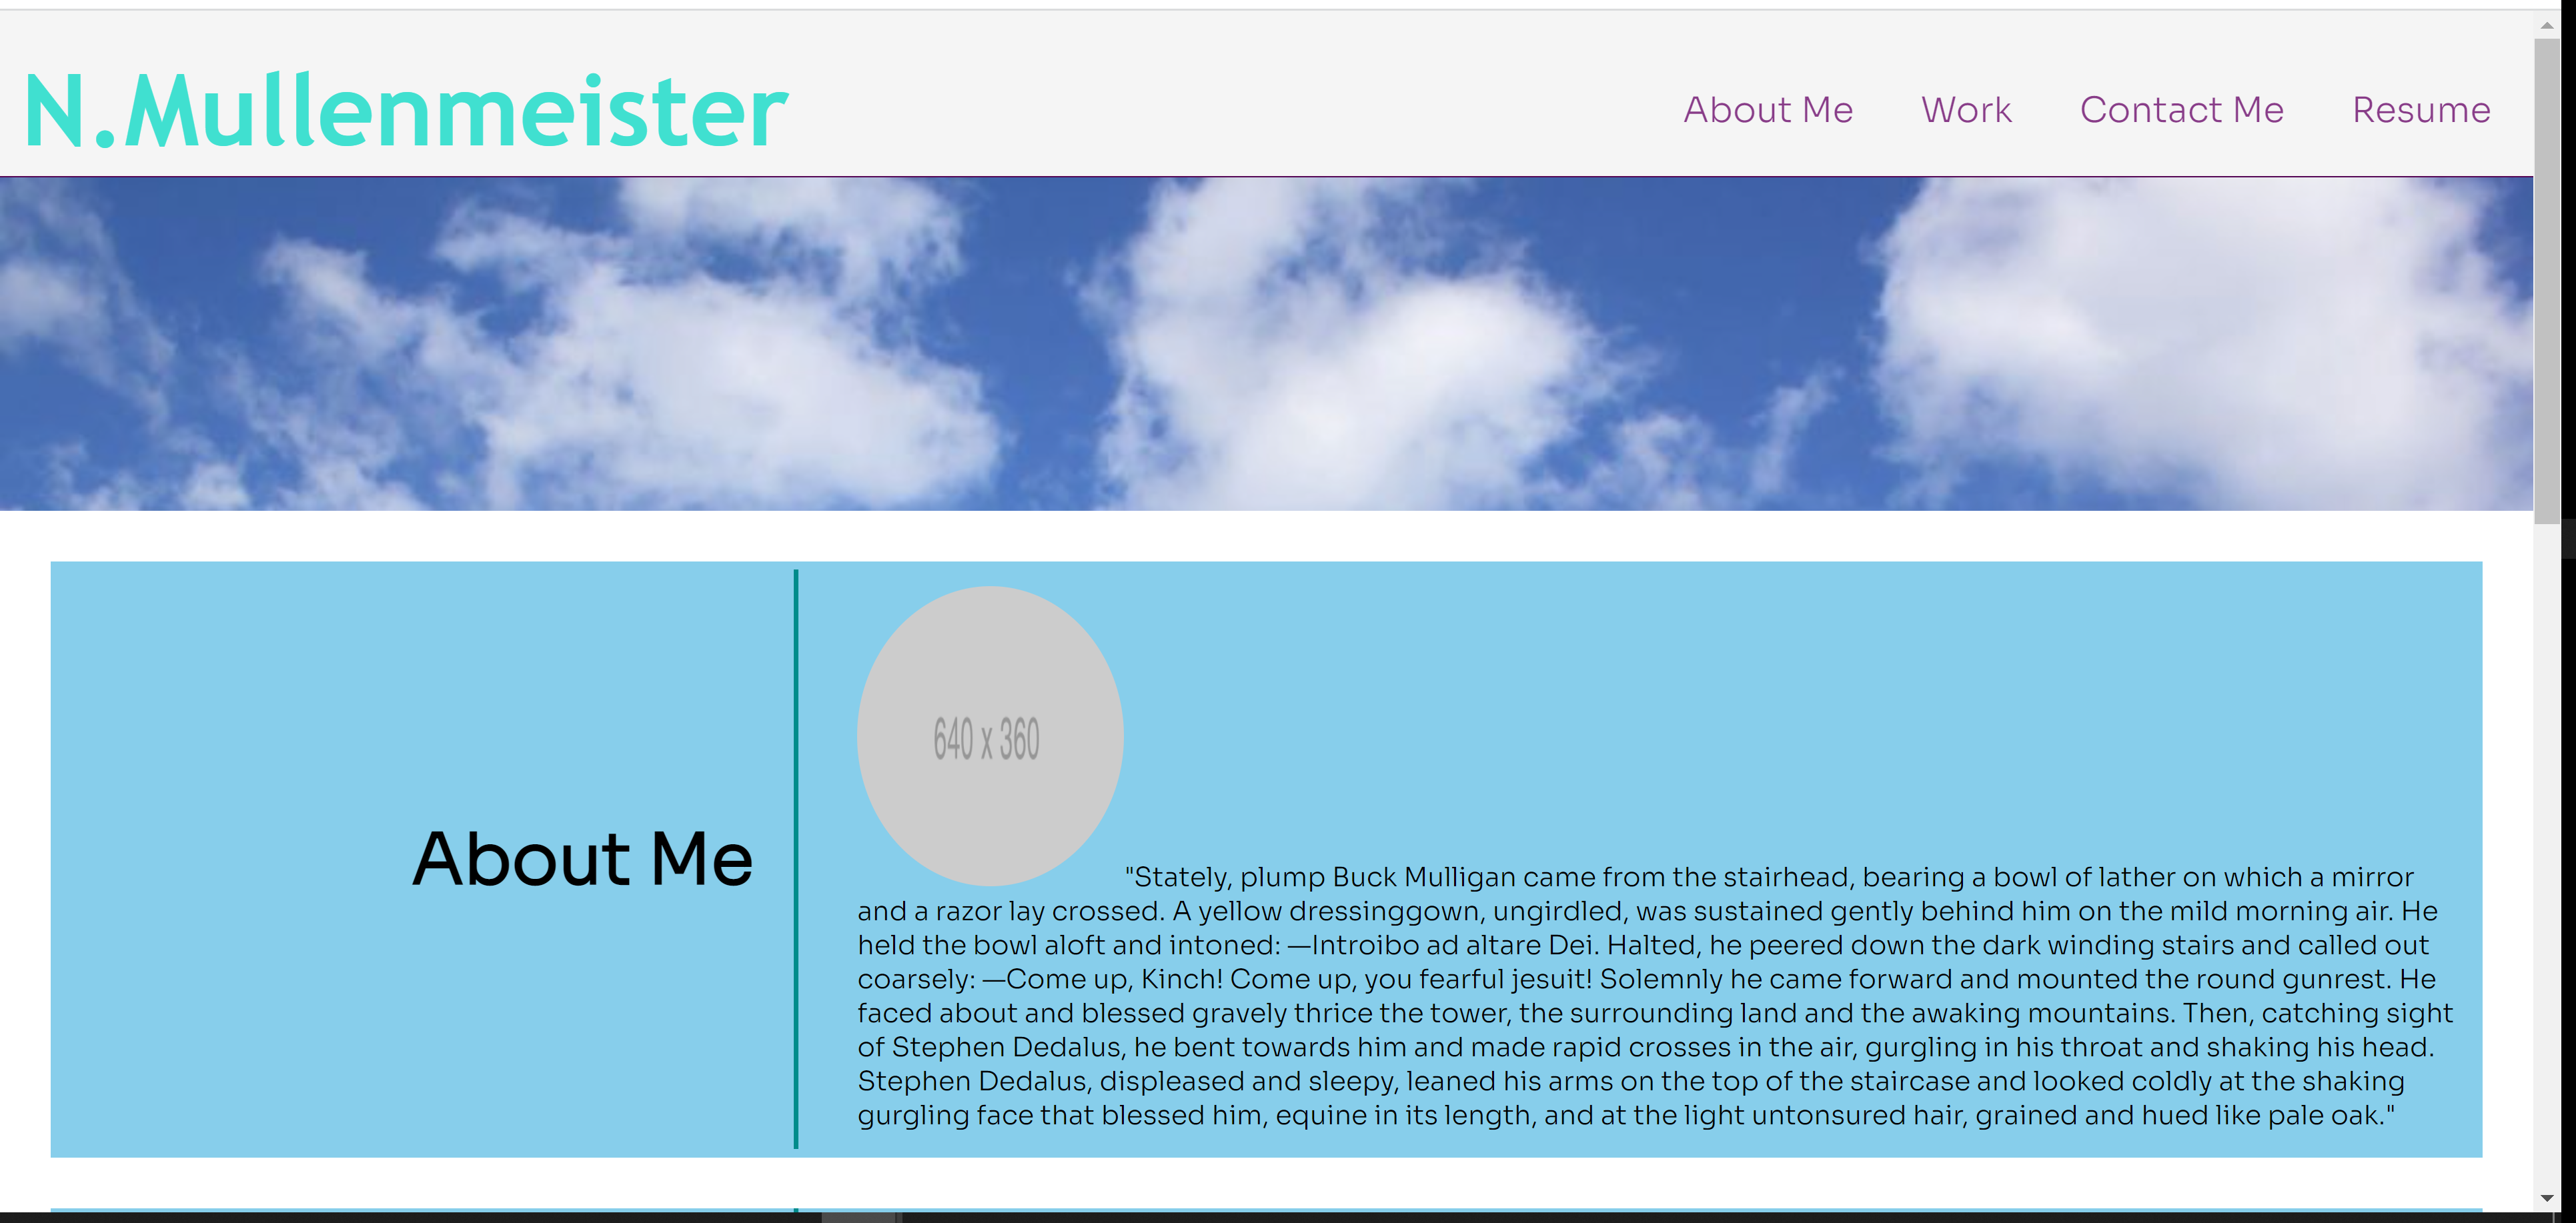 N.Mullenmeister
About Me Work Contact Me Resume
640 x 360
About Me
"Stately, plump Buck Mulligan came from the stairhead, bearing a bowl of lather on which a mirror
and a razor lay crossed. A yellow dressinggown, ungirdled, was sustained gently behind him on the mild morning air. He
held the bowl aloft and intoned: —Introibo ad altare Dei. Halted, he peered down the dark winding stairs and called out
coarsely: —Come up, Kinch! Come up, you fearful jesuit! Solemnly he came forward and mounted the round gunrest. He
faced about and blessed gravely thrice the tower, the surrounding land and the awaking mountains. Then, catching sight
of Stephen Dedalus, he bent towards him and made rapid crosses in the air, gurgling in his throat and shaking his head.
Stephen Dedalus, displeased and sleepy, leaned his arms on the top of the staircase and looked coldly at the shaking
gurgling face that blessed him, equine in its length, and at the light untonsured hair, grained and hued like pale oak."